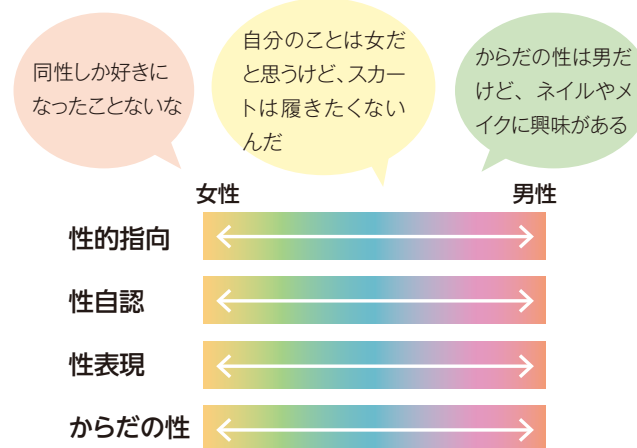 同性しか好きに
なったことないな
自分のことは女だ
と思うけど、スカー
トは履きたくない
んだ
からだの性は男だ
けど、ネイルやメ
イクに興味がある
女性
男性
性的指向
性自認
性表現
からだの性